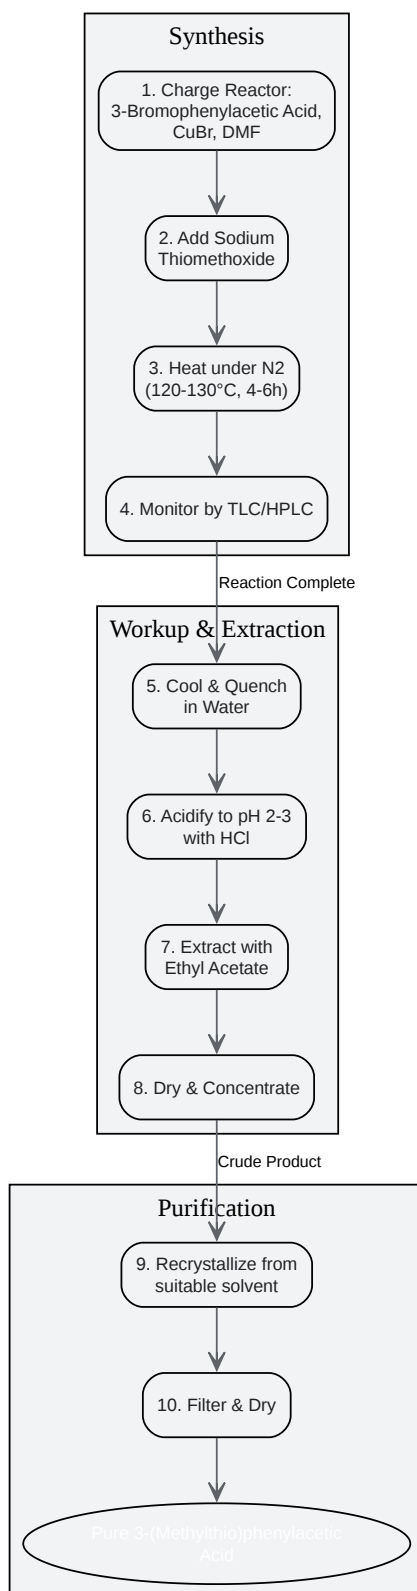 Synthesis
1. Charge Reactor:
3-Bromophenylacetic Acid,
CuBr, DMF
2. Add Sodium
Thiomethoxide
3. Heat under N2
(120-130°C, 4-6h)
4. Monitor by TLC/HPLC
Reaction Complete
Workup & Extraction
5. Cool & Quench
in Water
6. Acidify to pH 2-3
with HCl
7. Extract with
Ethyl Acetate
8. Dry & Concentrate
Crude Product
Purification
9. Recrystallize from
suitable solvent
10. Filter & Dry
Pure 3-(Methylthio)phenylacetic
Acid